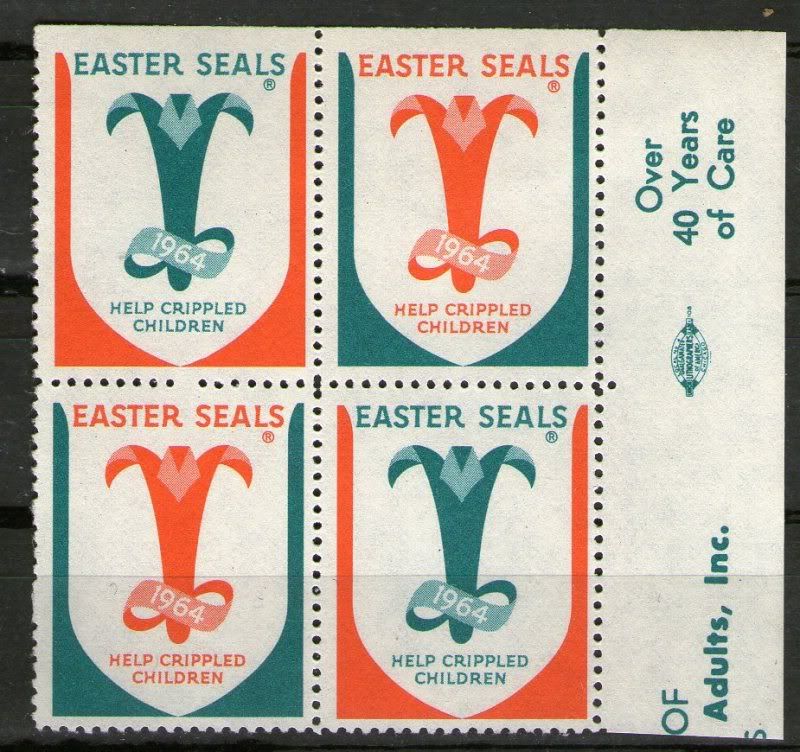 EASTER SEALS
®
1964
HELP CRIPPLED
CHILDREN
EASTER SEALS
®
1964
HELP CRIPPLED
CHILDREN
EASTER SEALS
®
1964
HELP CRIPPLED
CHILDREN
EASTER SEALS
®
1964
HELP CRIPPLED
CHILDREN
Over
40 Years
of Care
OF
Adults, Inc.
S